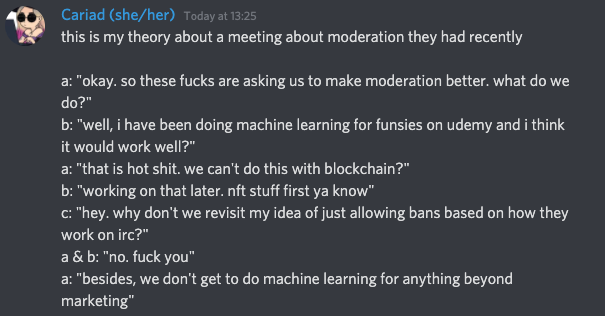 Cariad (she/her) Today at 13:25
this is my theory about a meeting about moderation they had recently
a: "okay. so these fucks are asking us to make moderation better. what do we
do?"
b: "well, i have been doing machine learning for funsies on udemy and i think
it would work well?"
a: "that is hot shit. we can't do this with blockchain?"
b: "working on that later. nft stuff first ya know"
c: "hey. why don't we revisit my idea of just allowing bans based on how they
work on irc?"
a & b: "no. fuck you"
a: "besides, we don't get to do machine learning for anything beyond
marketing"